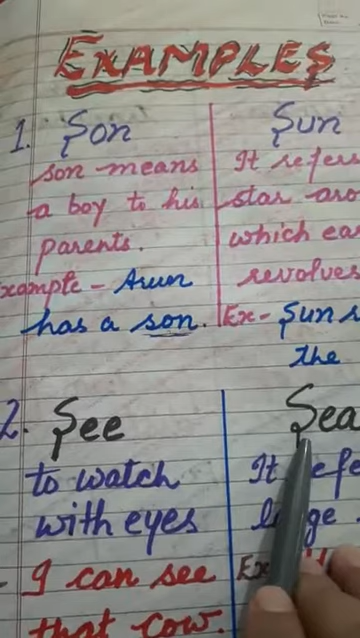 EXAMPLES
1. Son
son means
a boy to his
parents.
Example - Arun
has a son.
Sun
It refers
star
which
revolves
Ex- Sun
the
2. See
to watch
with eyes
- I can see
that cow.
Sea
It